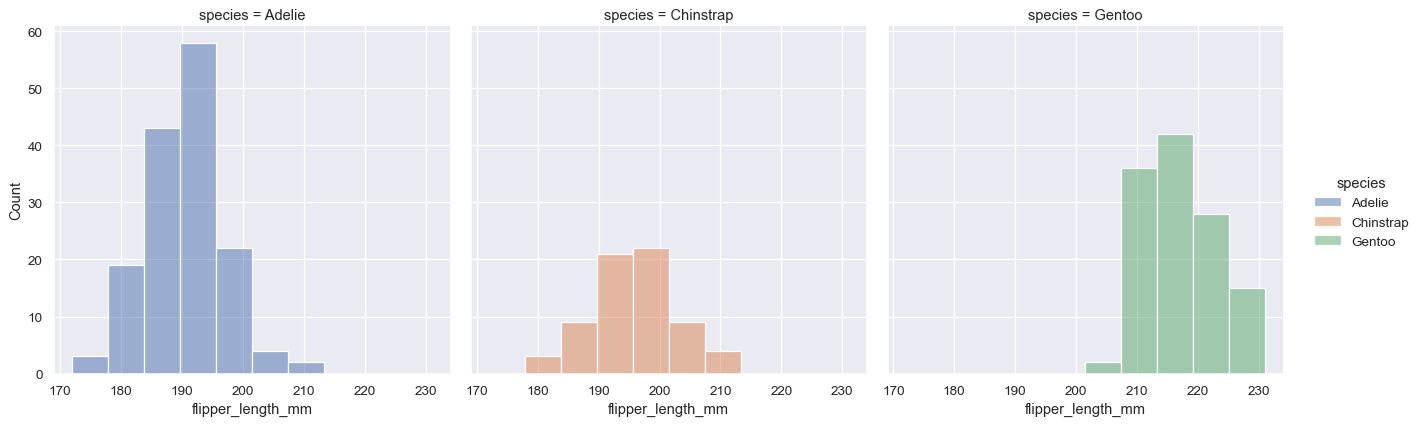 species = Adelie
species = Chinstrap
species = Gentoo
60
50
40
30
20
10
0
Count
170 180 190 200 210 220 230
170 180 190 200 210 220 230
170 180 190 200 210 220 230
flipper_length_mm
flipper_length_mm
flipper_length_mm
species
Adelie
Chinstrap
Gentoo